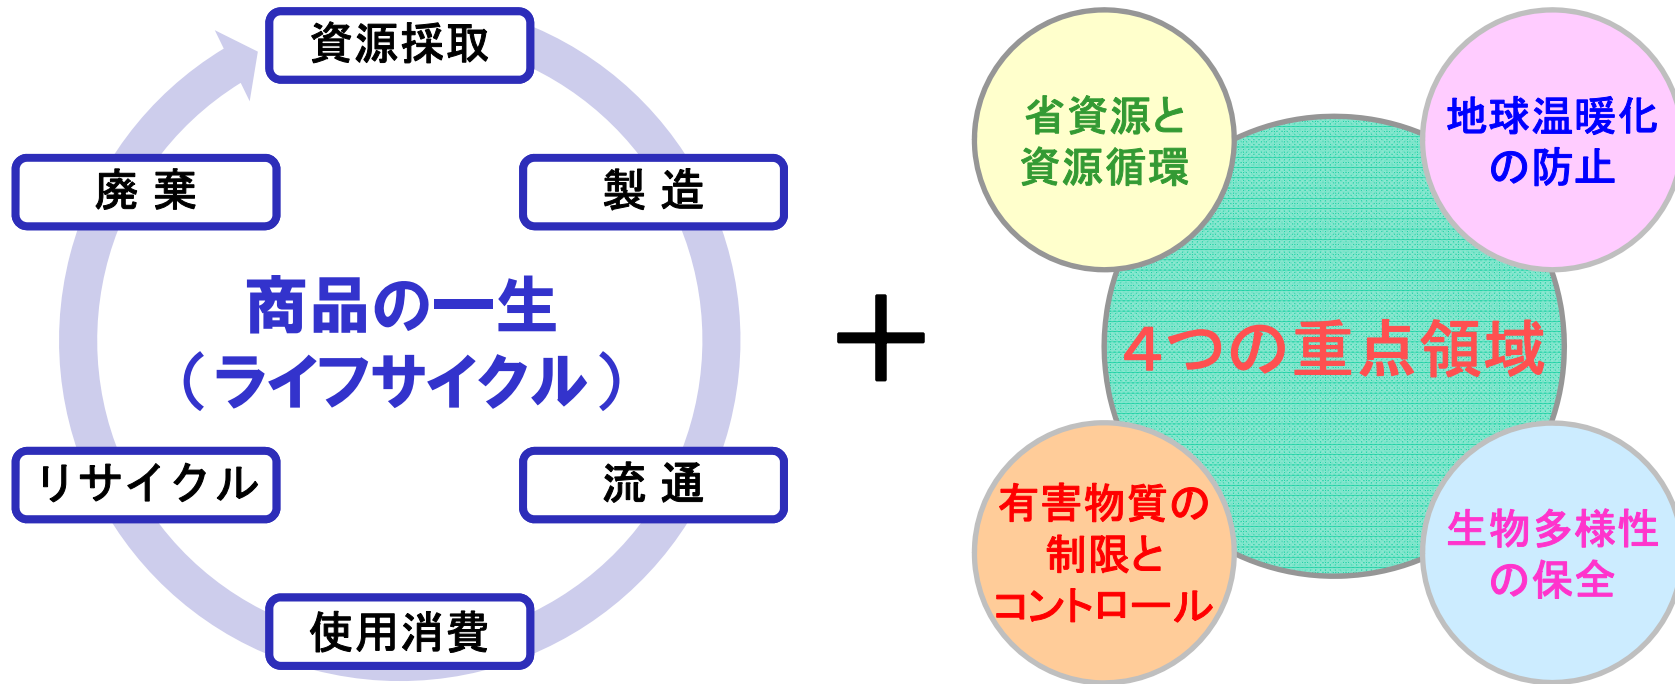 資源採取
製 造
流 通
使用消費
リサイクル
廃 棄
商品の一生
（ライフサイクル）
＋
省資源と
資源循環
地球温暖化
の防止
４つの重点領域
有害物質の
制限と
コントロール
生物多様性
の保全